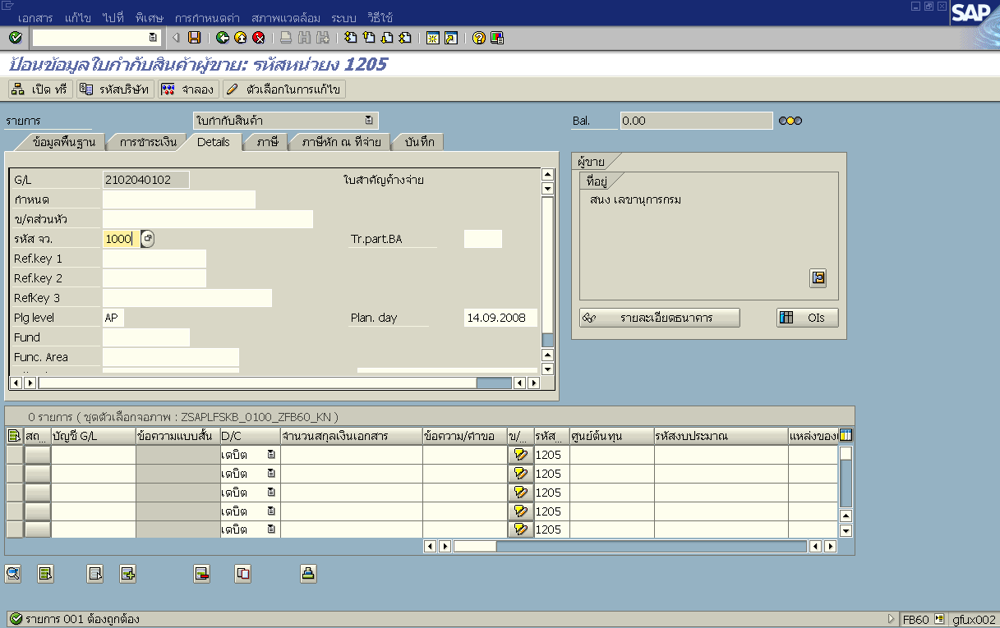 เอกสาร แก้ไข ไปที่ พิเศษ การกำหนดค่า สภาพแวดล้อม ระบบ วิธีใช้
SAP
ป้อนข้อมูลใบกำกับสินค้าผู้ขาย: รหัสหน่วยง 1205
เปิด ทรี รหัสบริษัท จำลอง ตัวเลือกในการแก้ไข
รายการ ใบกำกับสินค้า Bal. 0.00
ข้อมูลพื้นฐาน การชำระเงิน Details ภาษี ภาษีหัก ณ ที่จ่าย บันทึก
ผู้ขาย
G/L 2102040102 ใบสำคัญค้างจ่าย
ที่อยู่
กำหนด
สนง เลขานุการกรม
ข/คส่วนหัว
รหัส จว. 1000 Tr.part.BA
Ref.key 1
Ref.key 2
RefKey 3
Plg level AP Plan. day 14.09.2008
รายละเอียดธนาคาร OIs
Fund
Func. Area
0 รายการ ( ชุดตัวเลือกจอภาพ : ZSAPLFSKB_0100_ZFB60_KN )
สถ... บัญชี G/L ข้อความแบบสั้น D/C จำนวนสกุลเงินเอกสาร ข้อความ/คำขอ ข/... รหัส... ศูนย์ต้นทุน รหัสงบประมาณ แหล่งของ
เดบิต 1205
เดบิต 1205
เดบิต 1205
เดบิต 1205
เดบิต 1205
รายการ 001 ต้องถูกต้อง FB60 gfux002